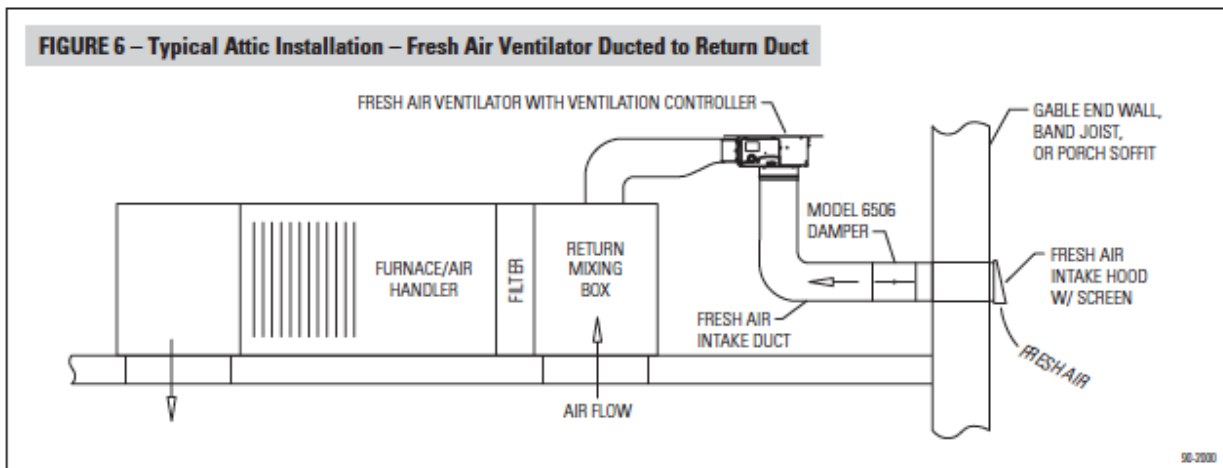 FIGURE 6 – Typical Attic Installation – Fresh Air Ventilator Ducted to Return Duct
FRESH AIR VENTILATOR WITH VENTILATION CONTROLLER
GABLE END WALL,
BAND JOIST,
OR PORCH SOFFIT
MODEL 6506
DAMPER
FURNACE/AIR
HANDLER
FILTER
RETURN
MIXING
BOX
FRESH AIR
INTAKE HOOD
W/ SCREEN
FRESH AIR
INTAKE DUCT
FRESH AIR
AIR FLOW
90-2000